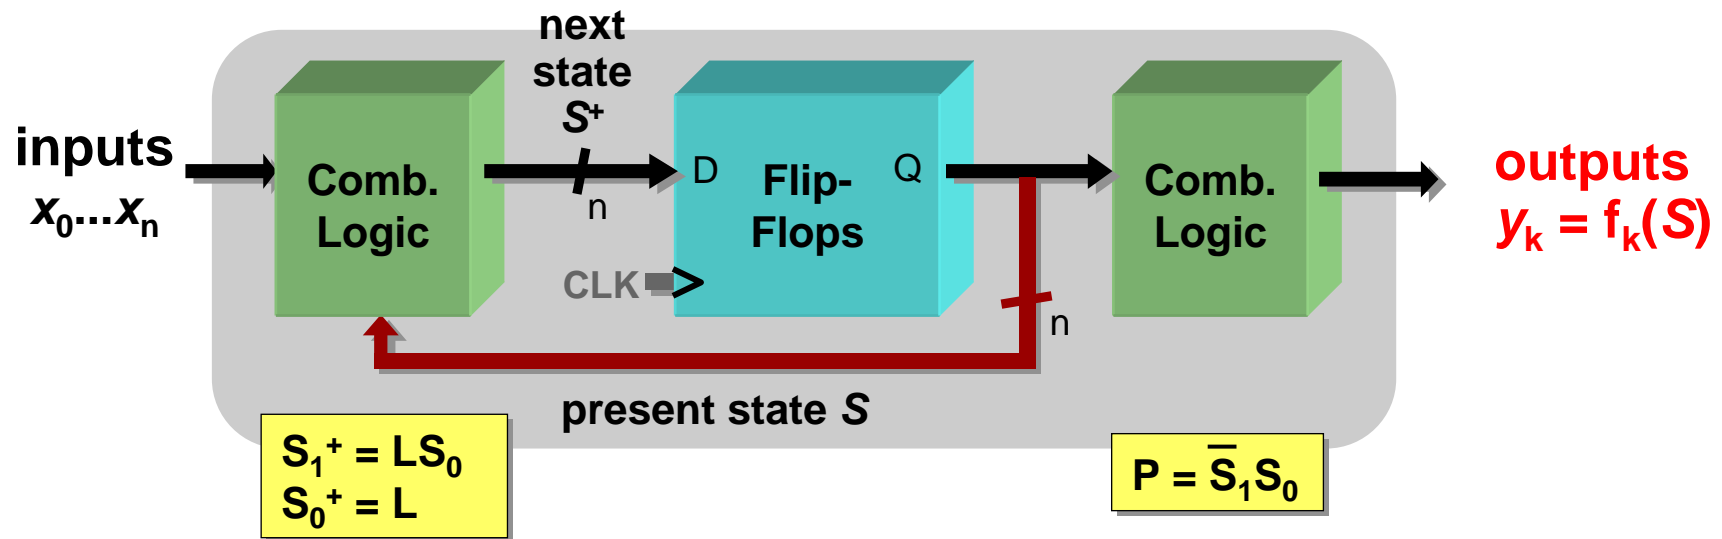 next
state
S⁺
inputs
x₀...xₙ
Comb.
Logic
n
D
Q
Flip-
Flops
CLK
n
Comb.
Logic
outputs
yₖ = fₖ(S)
present state S
S₁⁺ = LS₀
S₀⁺ = L
P = S̅₁S₀